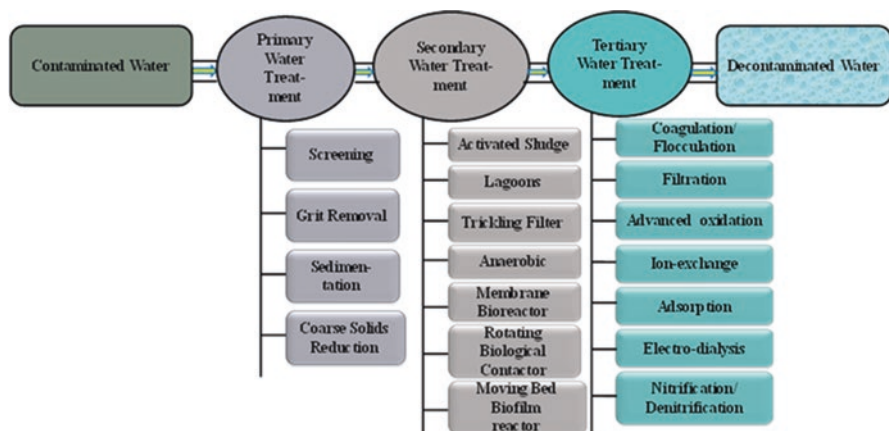 Contaminated Water
Primary
Water
Treat-
ment
Secondary
Water Treat-
ment
Tertiary
Water Treat-
ment
Decontaminated Water
Screening
Grit Removal
Sedimen-
tation
Coarse Solids
Reduction
Activated Sludge
Lagoons
Trickling Filter
Anaerobic
Membrane
Bioreactor
Rotating
Biological
Contactor
Moving Bed
Biofilm
reactor
Coagulation/
Flocculation
Filtration
Advanced oxidation
Ion-exchange
Adsorption
Electro-dialysis
Nitrification/
Denitrification